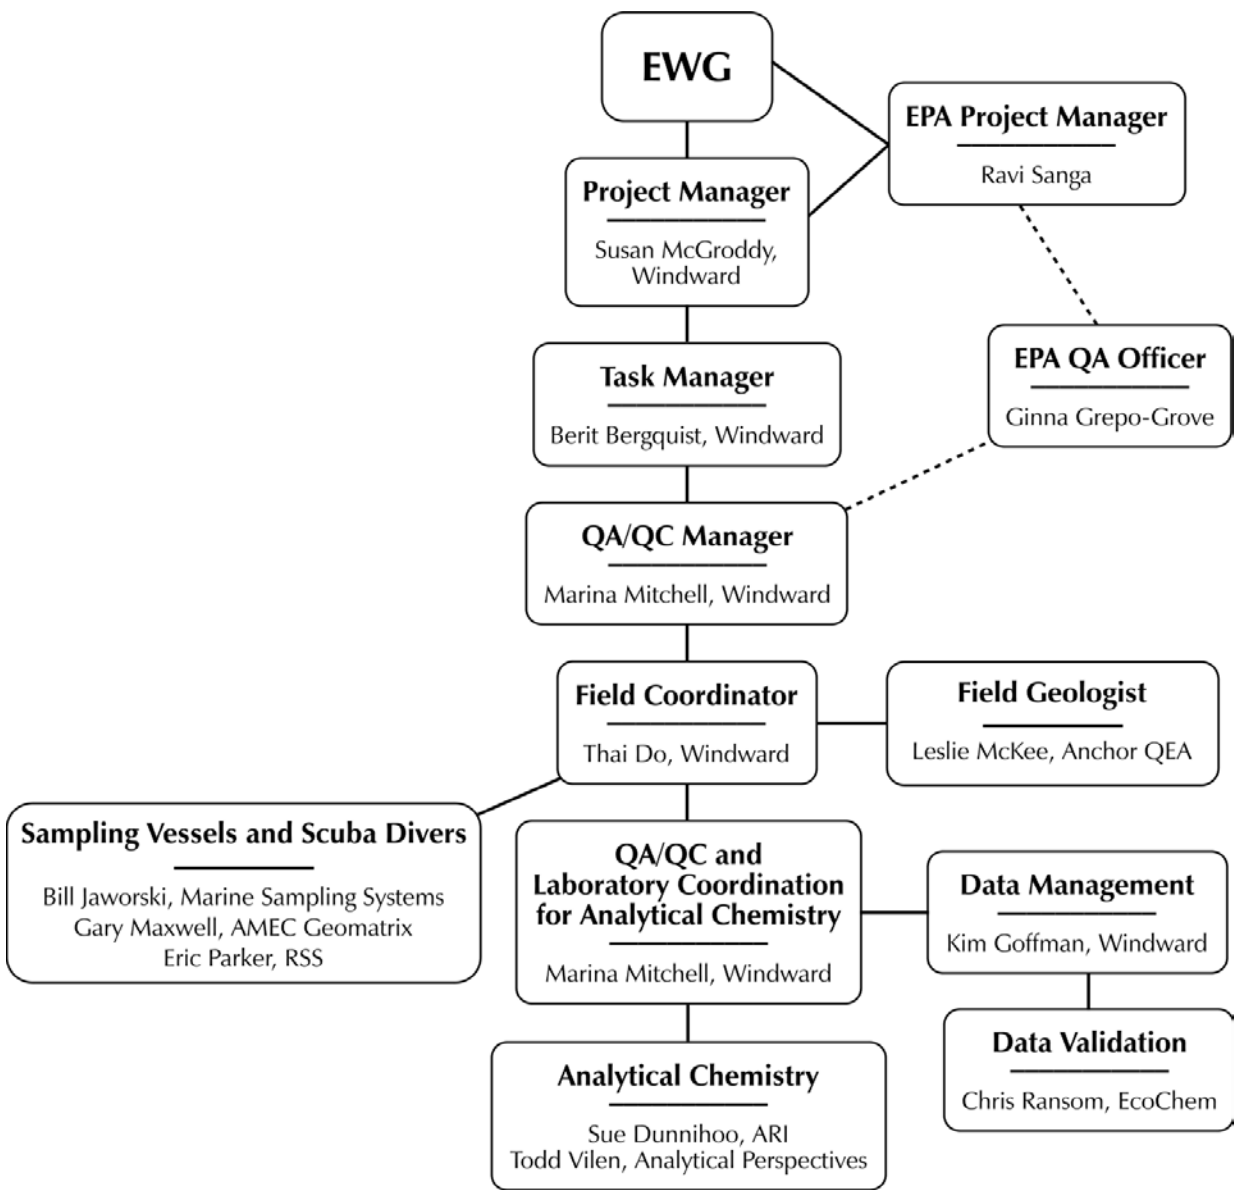 EWG
EPA Project Manager
Ravi Sanga
Project Manager
Susan McGroddy,
Windward
EPA QA Officer
Ginna Grepo-Grove
Task Manager
Berit Bergquist, Windward
QA/QC Manager
Marina Mitchell, Windward
Field Coordinator
Thai Do, Windward
Field Geologist
Leslie McKee, Anchor QEA
Sampling Vessels and Scuba Divers
Bill Jaworski, Marine Sampling Systems
Gary Maxwell, AMEC Geomatrix
Eric Parker, RSS
QA/QC and
Laboratory Coordination
for Analytical Chemistry
Marina Mitchell, Windward
Data Management
Kim Goffman, Windward
Data Validation
Chris Ransom, EcoChem
Analytical Chemistry
Sue Dunnihoo, ARI
Todd Vilen, Analytical Perspectives